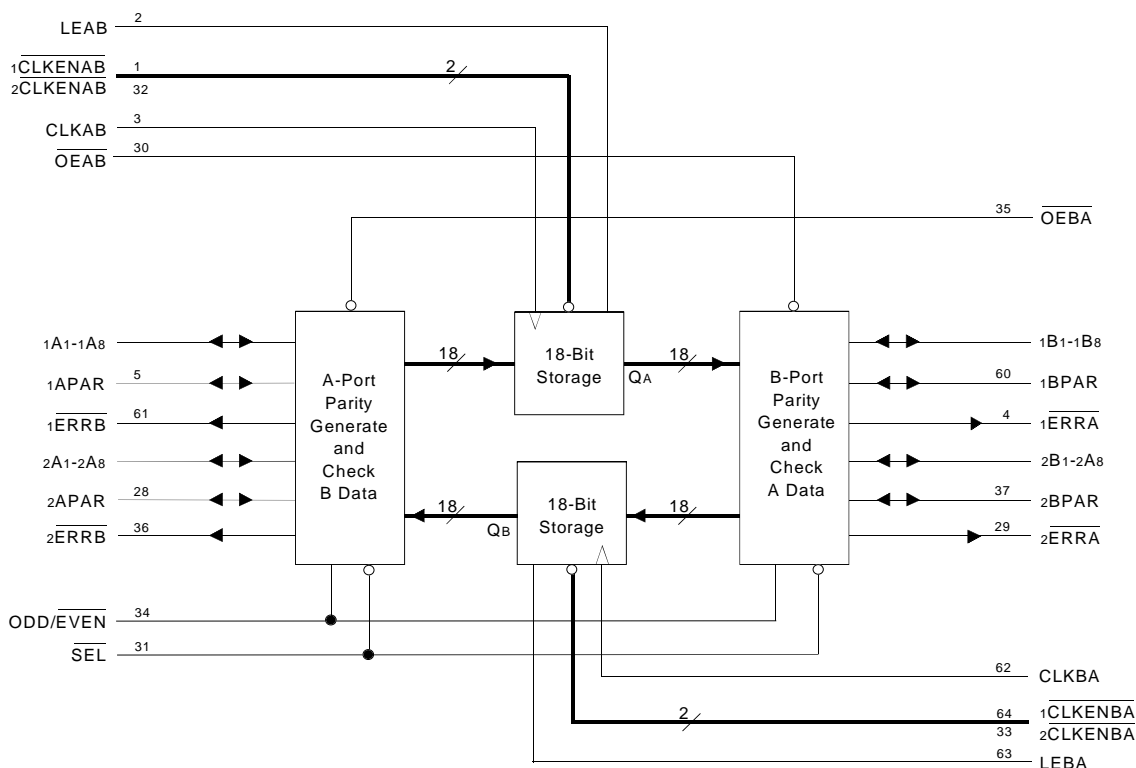 LEAB 2
1CLKENAB 1
2CLKENAB 32
2
CLKAB 3
OEAB 30
35 OEBA
1A1-1A8
1APAR 5
1ERRB 61
2A1-2A8
2APAR 28
2ERRB 36
A-Port
Parity
Generate
and
Check
B Data
18
18-Bit
Storage
QA
18
18
QB
18-Bit
Storage
18
B-Port
Parity
Generate
and
Check
A Data
1B1-1B8
60 1BPAR
4 1ERRA
2B1-2A8
37 2BPAR
29 2ERRA
ODD/EVEN 34
SEL 31
62 CLKBA
2
64 1CLKENBA
33 2CLKENBA
63 LEBA